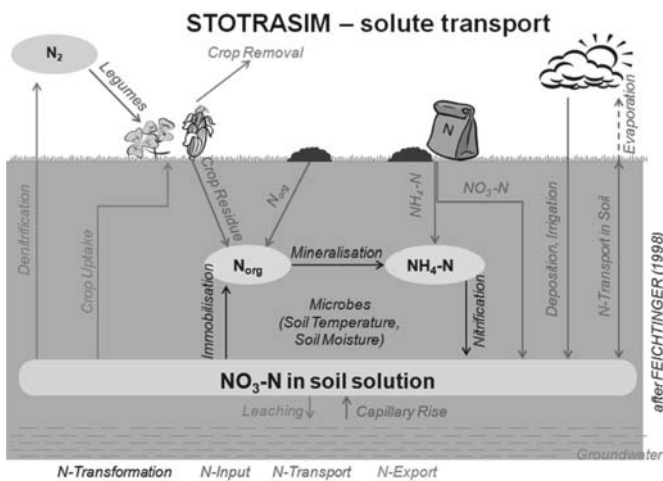 STOTRASIM – solute transport
N2
Legumes
Crop Removal
N
Evaporation
Denitrification
Crop Uptake
Crop Residue
Norg
NH4-N
NO3-N
Deposition, Irrigation
N-Transport in Soil
Norg
Mineralisation
NH4-N
Immobilisation
Microbes
(Soil Temperature,
Soil Moisture)
Nitrification
NO3-N in soil solution
Leaching
Capillary Rise
Groundwater
after FEICHTINGER (1998)
N-Transformation N-Input N-Transport N-Export